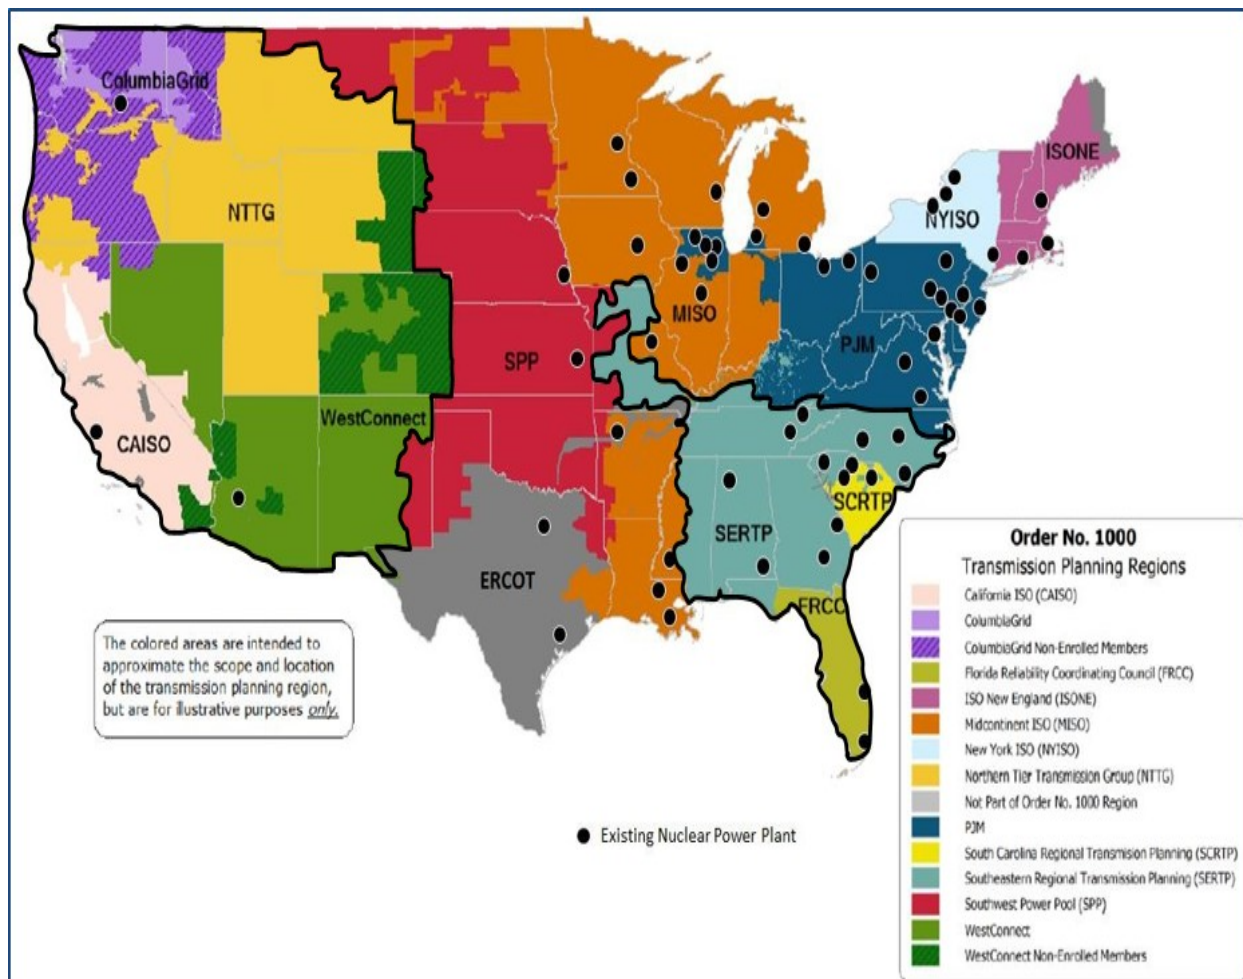 ColumbiaGrid
NTTG
ISONE
NYISO
MISO
PJM
SPP
WestConnect
CAISO
SCRTP
SERTP
ERCOT
FRCC
The colored areas are intended to
approximate the scope and location
of the transmission planning region,
but are for illustrative purposes only.
Existing Nuclear Power Plant
Order No. 1000
Transmission Planning Regions
California ISO (CAISO)
ColumbiaGrid
ColumbiaGrid Non-Enrolled Members
Florida Reliability Coordinating Council (FRCC)
ISO New England (ISONE)
Midcontinent ISO (MISO)
New York ISO (NYISO)
Northern Tier Transmission Group (NTTG)
Not Part of Order No. 1000 Region
PJM
South Carolina Regional Transmision Planning (SCRTP)
Southeastern Regional Transmission Planning (SERTP)
Southwest Power Pool (SPP)
WestConnect
WestConnect Non-Enrolled Members